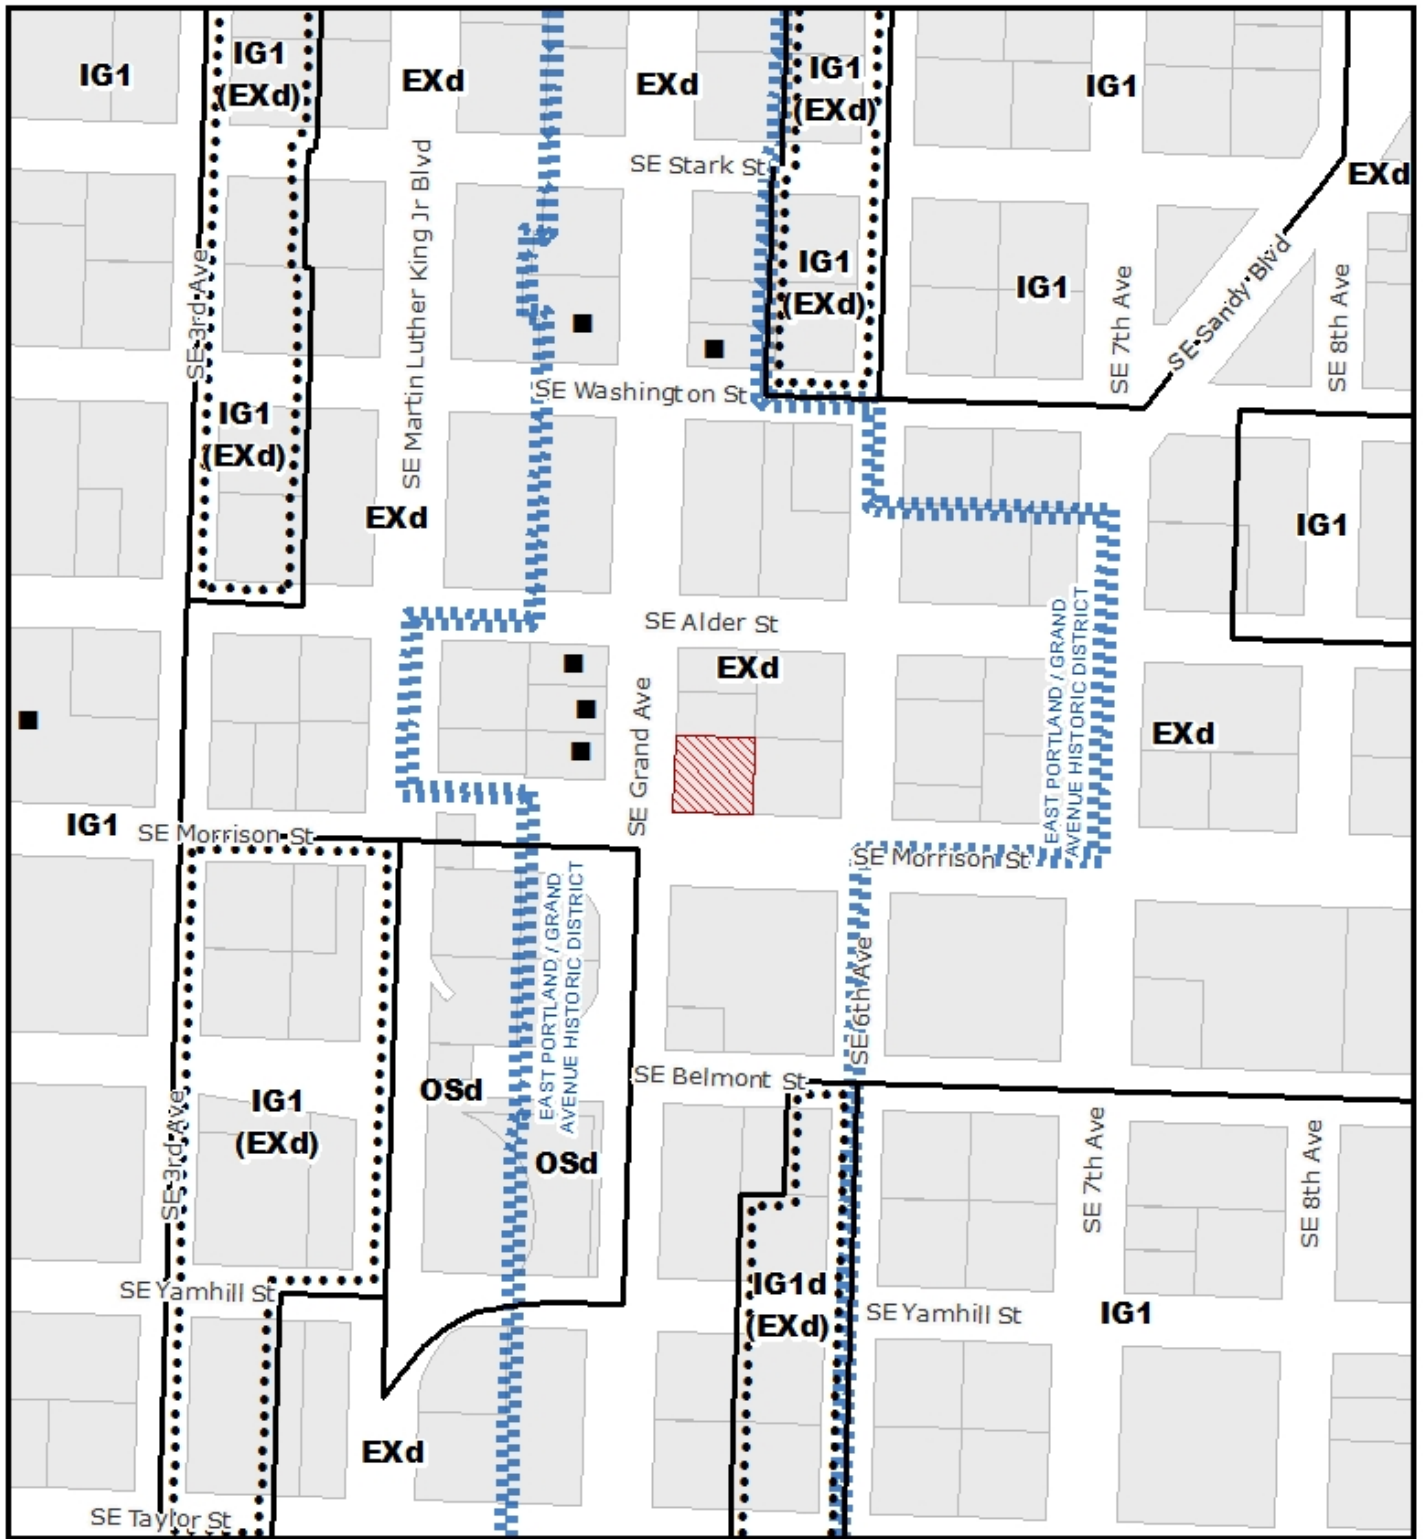 IG1
IG1
(EXd)
EXd
EXd
IG1
(EXd)
IG1
SE Stark St
EXd
SE Martin Luther King Jr Blvd
SE 3rd Ave
IG1
(EXd)
IG1
SE 7th Ave
SE Sandy Blvd
SE 8th Ave
SE Washington St
IG1
(EXd)
EXd
IG1
SE Alder St
EXd
SE Grand Ave
EAST PORTLAND / GRAND
AVENUE HISTORIC DISTRICT
EXd
IG1
SE Morrison St
SE Morrison St
EAST PORTLAND / GRAND
AVENUE HISTORIC DISTRICT
SE 6th Ave
SE Belmont St
OSd
IG1
(EXd)
SE 3rd Ave
OSd
SE 7th Ave
SE 8th Ave
SE Yamhill St
IG1d
(EXd)
SE Yamhill St
IG1
EXd
SE Taylor St